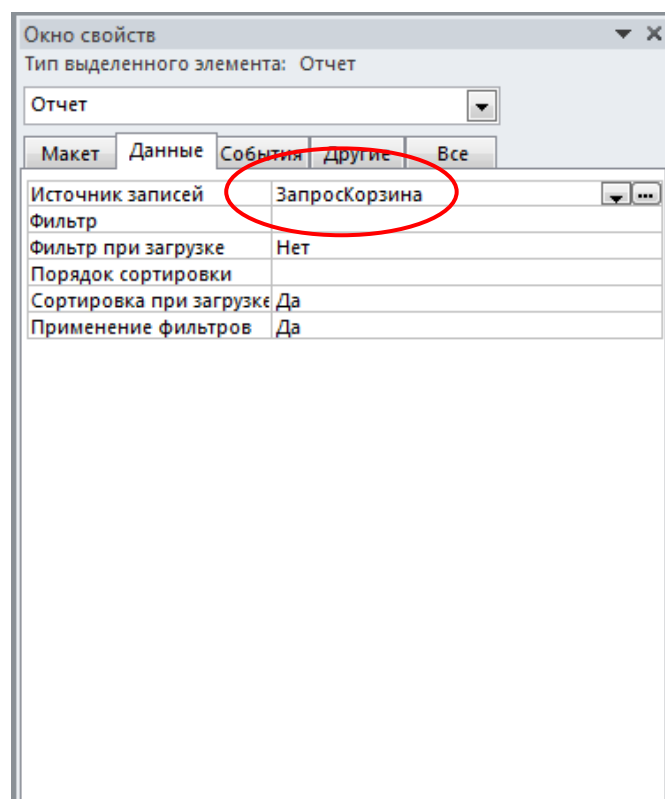 Окно свойств
Тип выделенного элемента: Отчет
Отчет
Макет Данные События Другие Все
Источник записей ЗапросКорзина
Фильтр
Фильтр при загрузке Нет
Порядок сортировки
Сортировка при загрузке Да
Применение фильтров Да